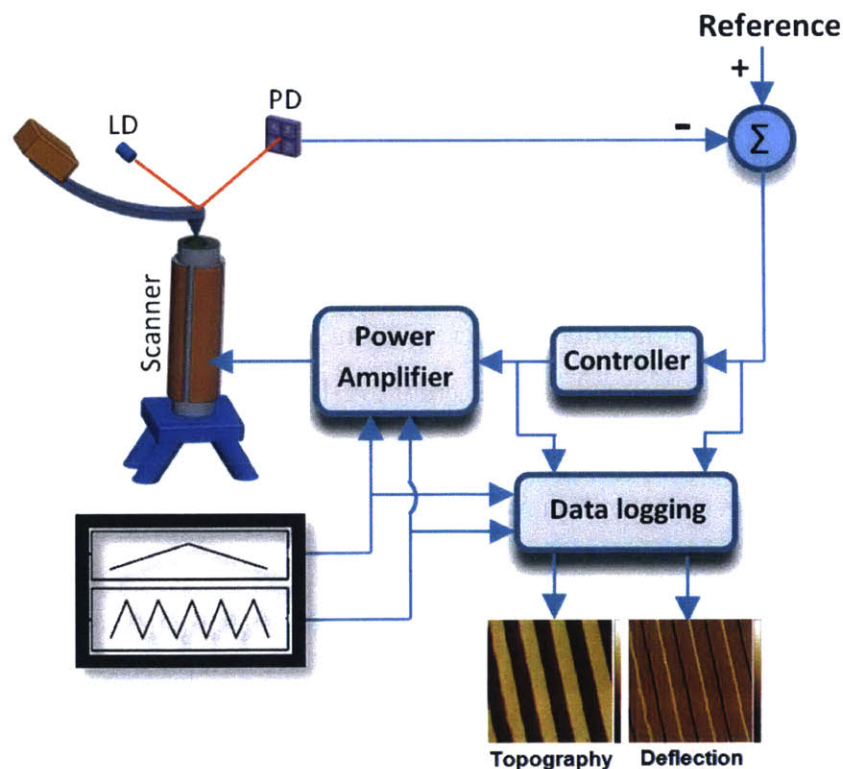 Reference
+
PD
LD
-
Σ
Scanner
Power
Amplifier
Controller
Data logging
Topography
Deflection